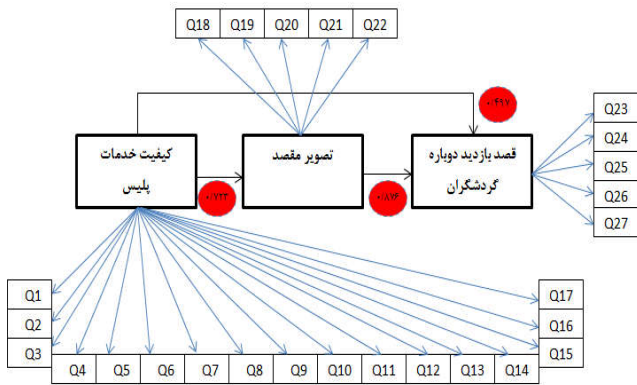 Q18 Q19 Q20 Q21 Q22
۰/۴۹۷
Q23
Q24
Q25
Q26
Q27
کیفیت خدمات
پلیس
تصویر مقصد
قصد بازدید دوباره
گردشگران
۰/۷۲۳
۰/۸۷۶
Q1
Q2
Q3
Q4 Q5 Q6 Q7 Q8 Q9 Q10 Q11 Q12 Q13 Q14
Q17
Q16
Q15